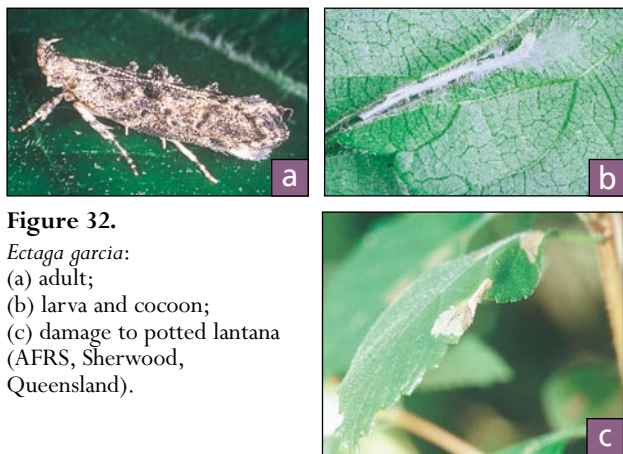 a
b
Figure 32.
Ectaga garcia:
(a) adult;
(b) larva and cocoon;
(c) damage to potted lantana
(AFRS, Sherwood,
Queensland).
c